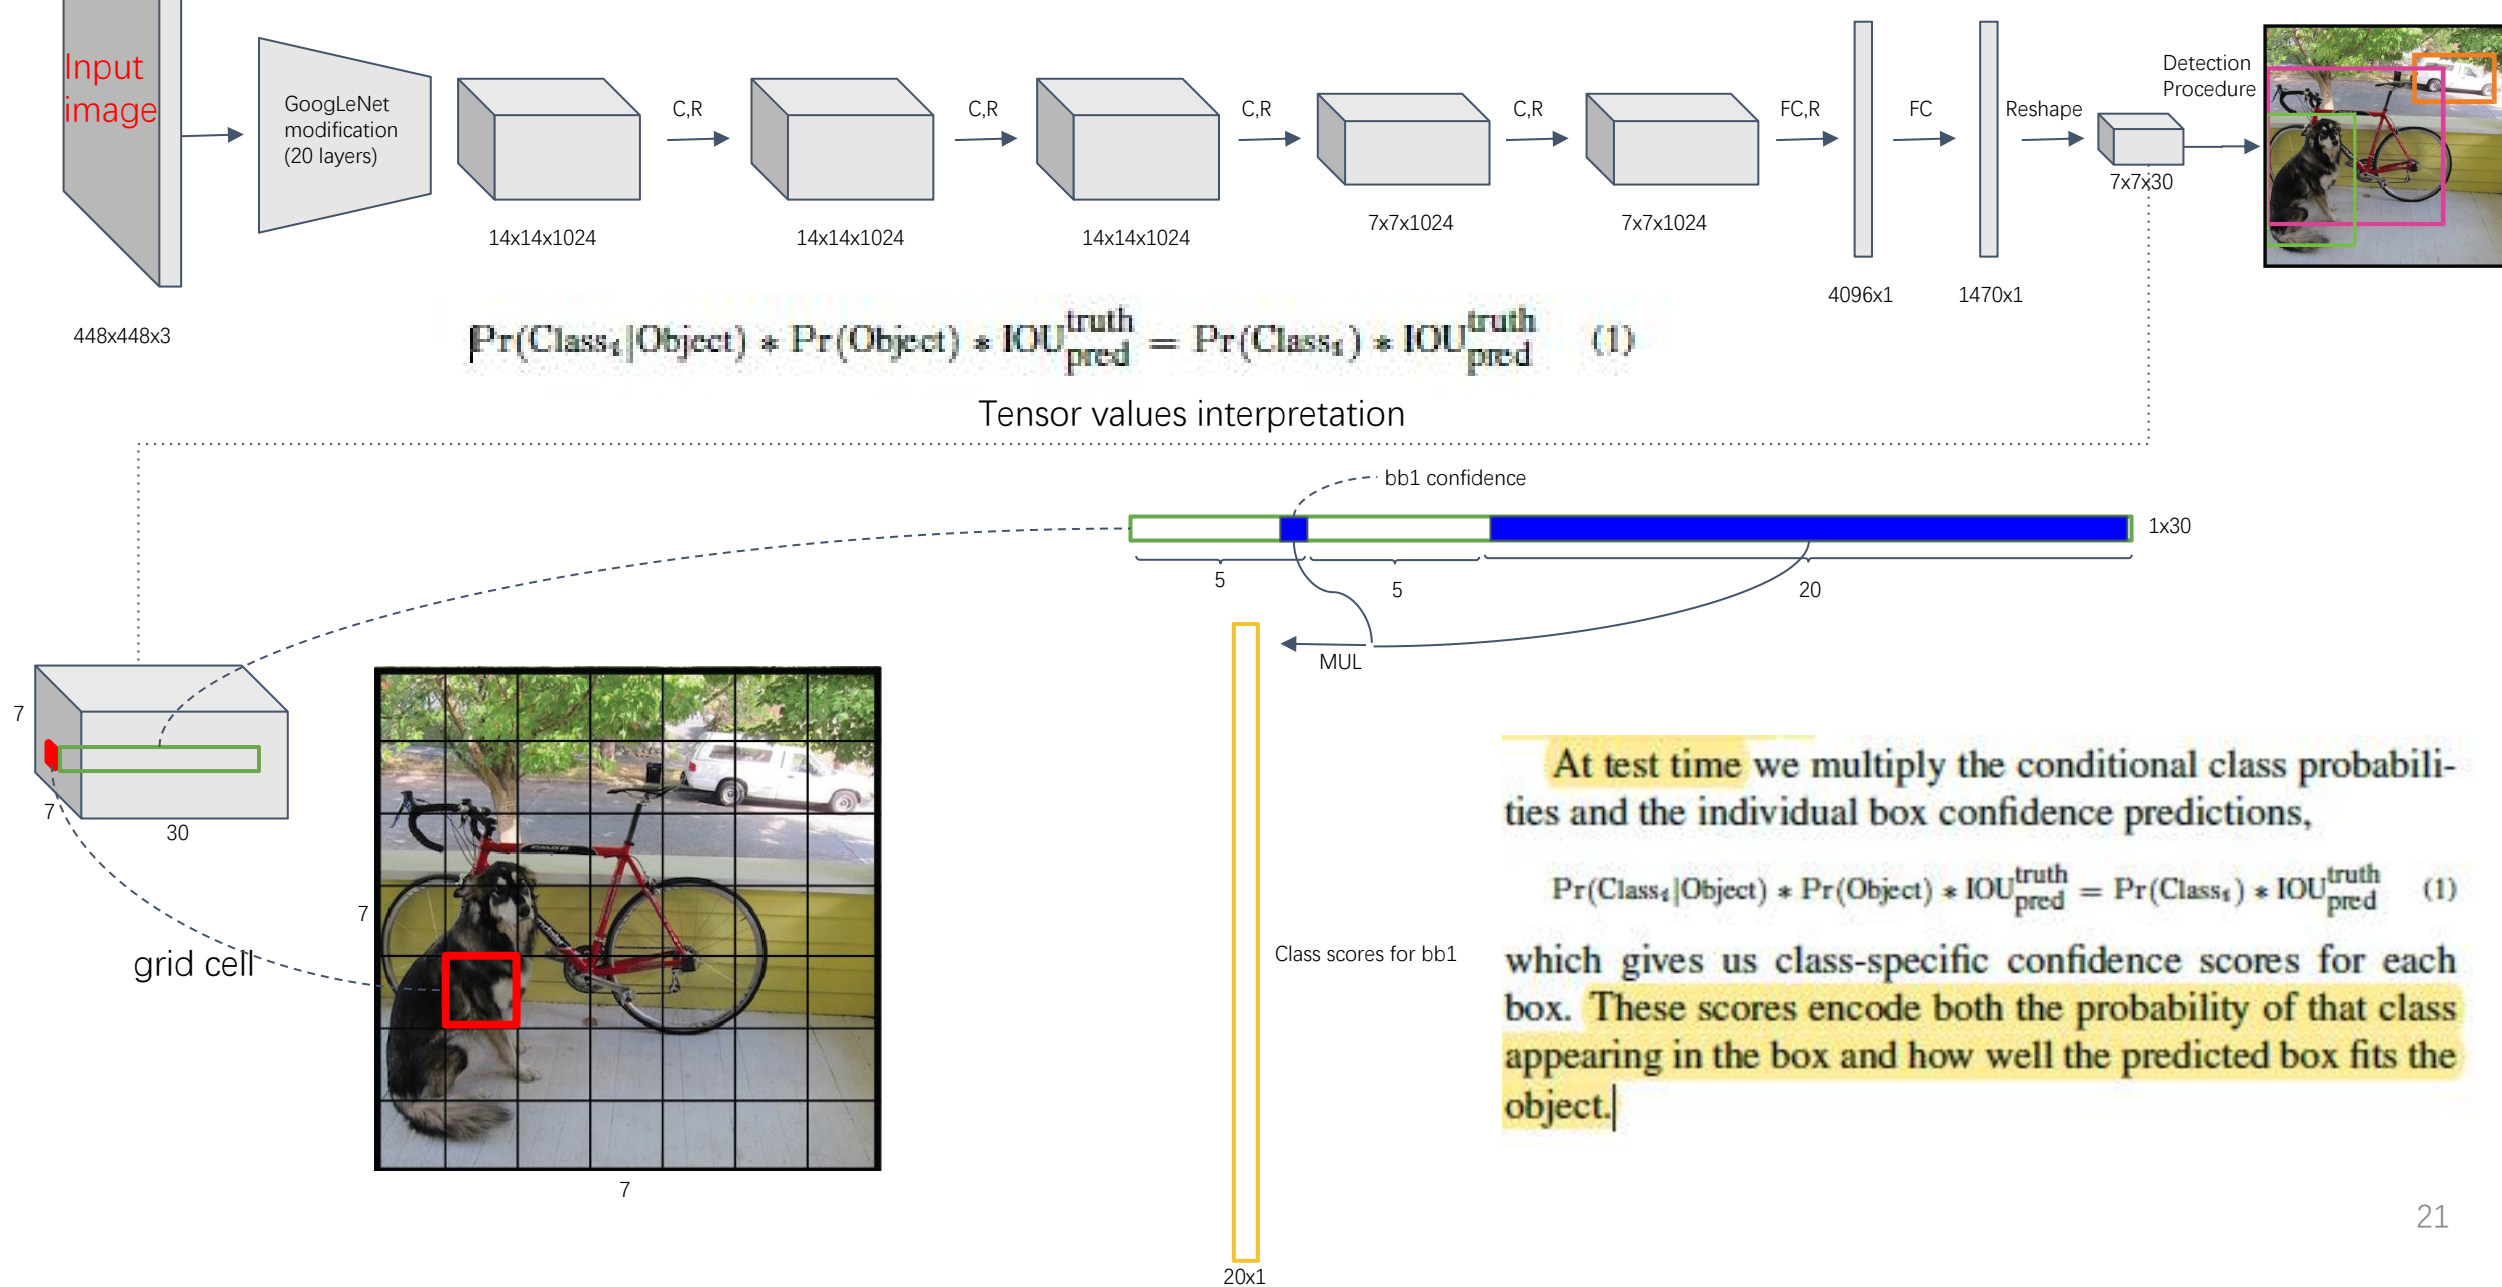 Input
image
448x448x3
GoogLeNet
modification
(20 layers)
14x14x1024
C,R
14x14x1024
C,R
14x14x1024
C,R
7x7x1024
C,R
7x7x1024
FC,R
4096x1
FC
1470x1
Reshape
7x7x30
Detection
Procedure
Pr(Class_i|Object) * Pr(Object) * IOU^truth_pred = Pr(Class_i) * IOU^truth_pred (1)
Tensor values interpretation
bb1 confidence
1x30
5
5
20
MUL
7
7
30
grid cell
7
7
Class scores for bb1
20x1
At test time we multiply the conditional class probabili-
ties and the individual box confidence predictions,
Pr(Class_i|Object) * Pr(Object) * IOU^truth_pred = Pr(Class_i) * IOU^truth_pred (1)
which gives us class-specific confidence scores for each
box. These scores encode both the probability of that class
appearing in the box and how well the predicted box fits the
object.
21